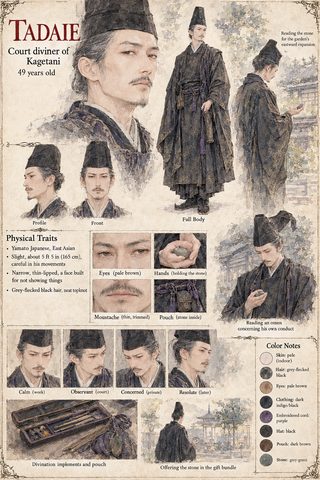 TADAIE
Court diviner of
Kagetani
49 years old
Reading the stone
for the garden's
eastward expansion
Profile
Front
Full Body
Physical Traits
• Yamato Japanese, East Asian
• Slight, about 5 ft 5 in (165 cm),
careful in his movements
• Narrow, thin-lipped, a face built
for not showing things
• Grey-flecked black hair, neat topknot
Eyes (pale brown)
Hands (holding the stone)
Moustache (thin, trimmed)
Pouch (stone inside)
Reading an omen
concerning his own conduct
Calm (work)
Observant (court)
Concerned (private)
Resolute (later)
Color Notes
Skin: pale
(indoor)
Hair: grey-flecked
black
Eyes: pale brown
Clothing: dark
indigo-black
Embroidered cord:
purple
Hat: black
Pouch: dark brown
Stone: grey-green
Divination implements and pouch
Offering the stone in the gift bundle